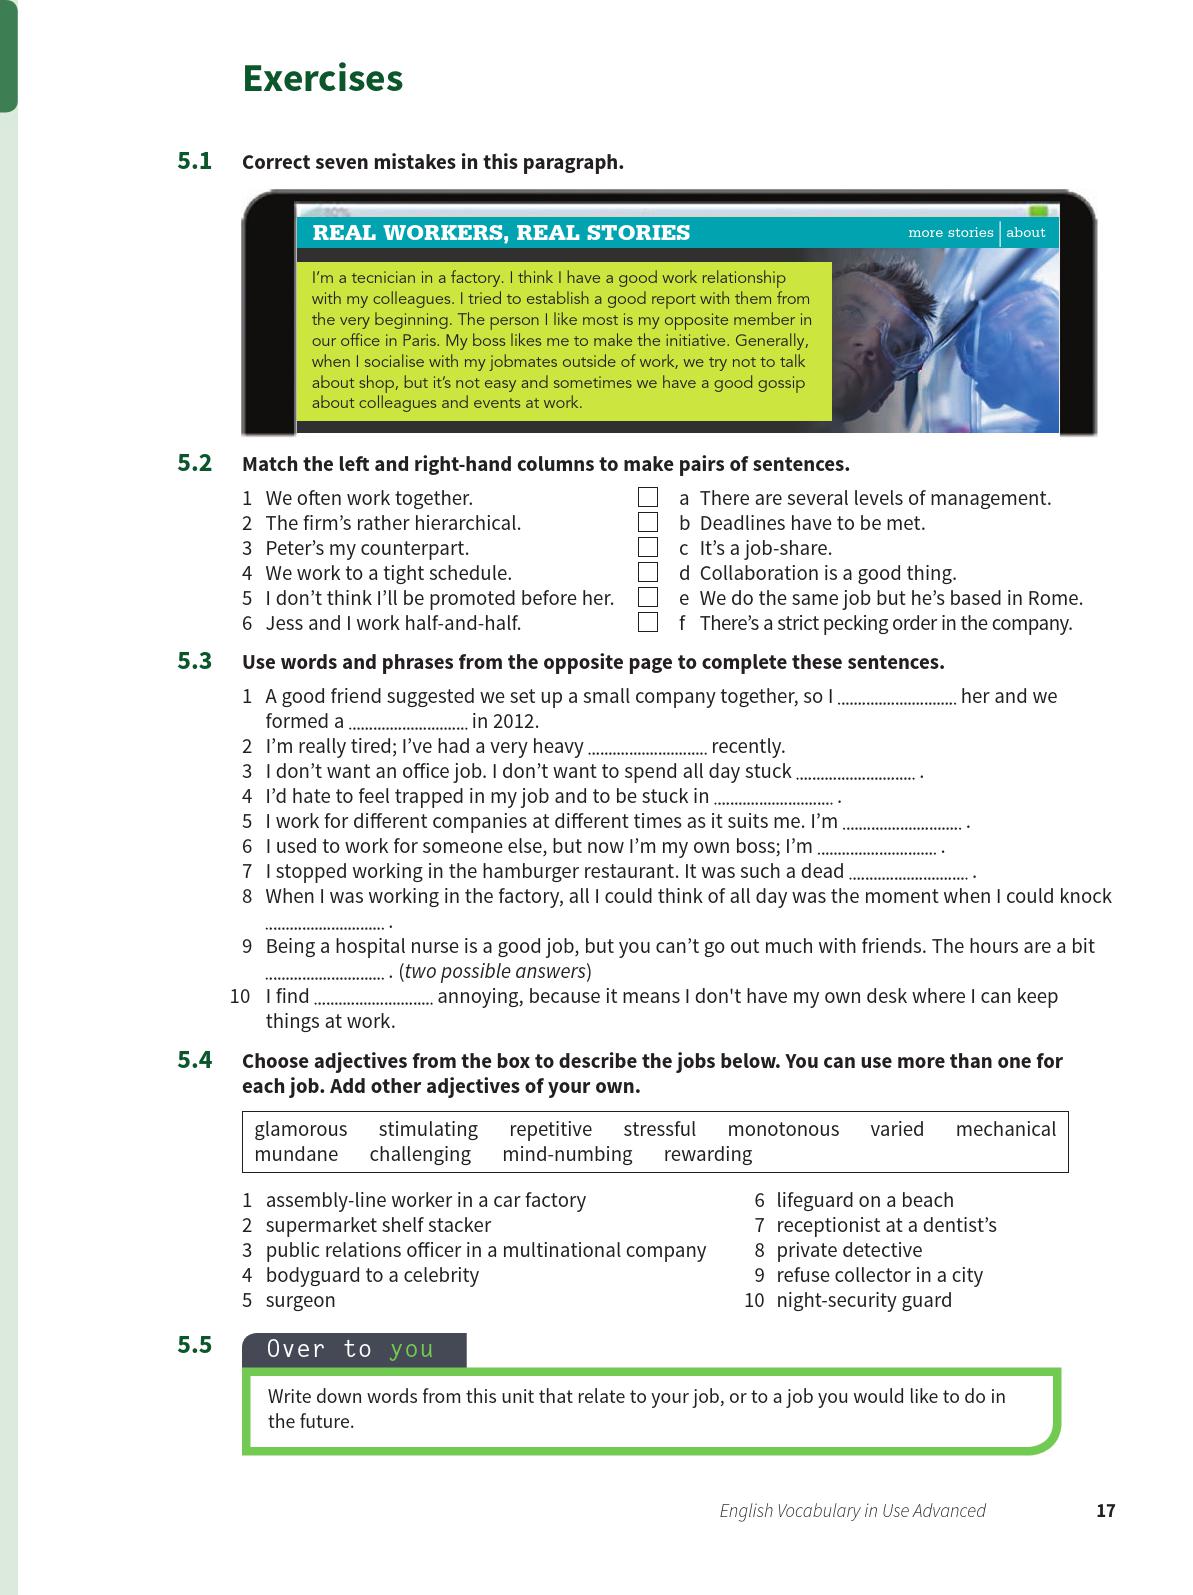 Exercises
5.1 Correct seven mistakes in this paragraph.
REAL WORKERS, REAL STORIES more stories about
I'm a tecnician in a factory. I think I have a good work relationship
with my colleagues. I tried to establish a good report with them from
the very beginning. The person I like most is my opposite member in
our office in Paris. My boss likes me to make the initiative. Generally,
when I socialise with my jobmates outside of work, we try not to talk
about shop, but it's not easy and sometimes we have a good gossip
about colleagues and events at work.
5.2 Match the left and right-hand columns to make pairs of sentences.
1 We often work together. a There are several levels of management.
2 The firm's rather hierarchical. b Deadlines have to be met.
3 Peter's my counterpart. c It's a job-share.
4 We work to a tight schedule. d Collaboration is a good thing.
5 I don't think I'll be promoted before her. e We do the same job but he's based in Rome.
6 Jess and I work half-and-half. f There's a strict pecking order in the company.
5.3 Use words and phrases from the opposite page to complete these sentences.
1 A good friend suggested we set up a small company together, so I ............................. her and we
formed a ............................. in 2012.
2 I'm really tired; I've had a very heavy ............................. recently.
3 I don't want an office job. I don't want to spend all day stuck ............................. .
4 I'd hate to feel trapped in my job and to be stuck in ............................. .
5 I work for different companies at different times as it suits me. I'm ............................. .
6 I used to work for someone else, but now I'm my own boss; I'm ............................. .
7 I stopped working in the hamburger restaurant. It was such a dead ............................. .
8 When I was working in the factory, all I could think of all day was the moment when I could knock
............................. .
9 Being a hospital nurse is a good job, but you can't go out much with friends. The hours are a bit
............................. . (two possible answers)
10 I find ............................. annoying, because it means I don't have my own desk where I can keep
things at work.
5.4 Choose adjectives from the box to describe the jobs below. You can use more than one for
each job. Add other adjectives of your own.
glamorous stimulating repetitive stressful monotonous varied mechanical
mundane challenging mind-numbing rewarding
1 assembly-line worker in a car factory 6 lifeguard on a beach
2 supermarket shelf stacker 7 receptionist at a dentist's
3 public relations officer in a multinational company 8 private detective
4 bodyguard to a celebrity 9 refuse collector in a city
5 surgeon 10 night-security guard
5.5 Over to you
Write down words from this unit that relate to your job, or to a job you would like to do in
the future.
English Vocabulary in Use Advanced 17